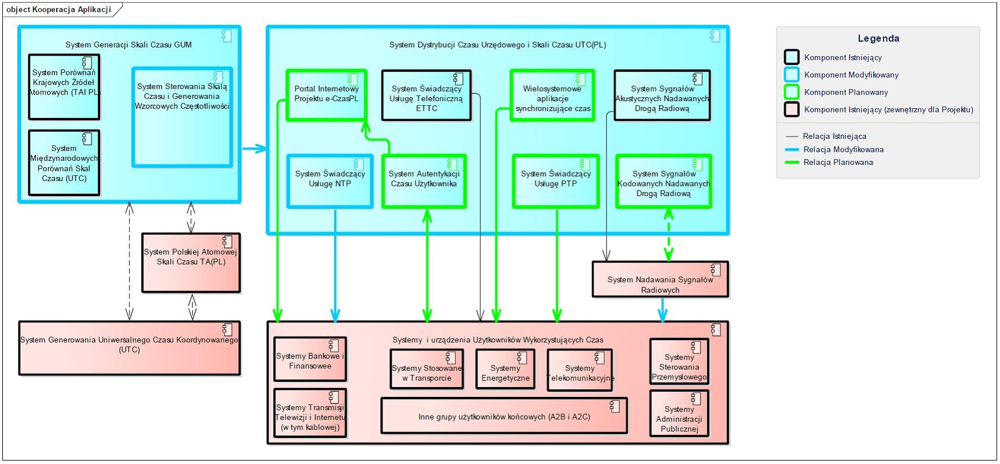 object Kooperacja Aplikacji
System Generacji Skali Czasu GUM
System Porównań
Krajowych Źródeł
Atomowych (TAI PL)
System Sterowania Skalą
Czasu i Generowania
Wzorcowych Częstotliwości
System
Międzynarodowych
Porównań Skal
Czasu (UTC)
System Dystrybucji Czasu Urzędowego i Skali Czasu UTC(PL)
Portal Internetowy
Projektu e-CzasPL
System Świadczący
Usługę Telefoniczną
ETTC
Wielosystemowe
aplikacje
synchronizujące czas
System Sygnałów
Akustycznych Nadawanych
Drogą Radiową
System Świadczący
Usługę NTP
System Autentykacji
Czasu Użytkownika
System Świadczący
Usługę PTP
System Sygnałów
Kodowanych Nadawanych
Drogą Radiową
Legenda
Komponent Istniejący
Komponent Modyfikowany
Komponent Planowany
Komponent Istniejący (zewnętrzny dla Projektu)
Relacja Istniejąca
Relacja Modyfikowana
Relacja Planowana
System Polskiej Atomowej
Skali Czasu TA(PL)
System Nadawania Sygnałów
Radiowych
System Generowania Uniwersalnego Czasu Koordynowanego
(UTC)
Systemy i urządzenia Użytkowników Wykorzystujących Czas
Systemy Bankowe i
Finansowee
Systemy Stosowane
w Transporcie
Systemy
Energetyczne
Systemy
Telekomunikacyjne
Systemy
Sterowania
Przemysłowego
Systemy Transmisji
Telewizji i Internetu
(w tym kablowej)
Inne grupy użytkowników końcowych (A2B i A2C)
Systemy
Administracji
Publicznej